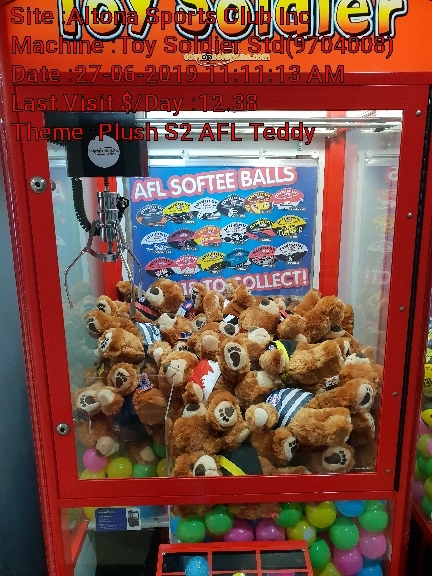 Site :Altona Sports Club Inc
Toy Soldier
Machine :Toy Soldier Std(9704008)
Date :27-06-2019 11:11:13 AM
Last Visit $/Day :12.38
Theme :Plush S2 AFL Teddy
AFL SOFTEE BALLS
18 TO COLLECT!